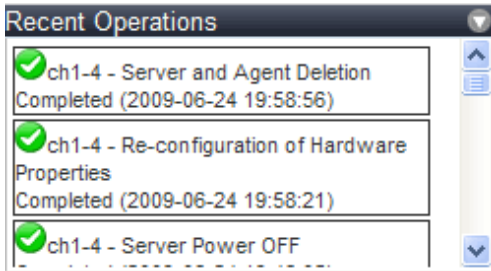 Recent Operations
ch1-4 - Server and Agent Deletion
Completed (2009-06-24 19:58:56)
ch1-4 - Re-configuration of Hardware
Properties
Completed (2009-06-24 19:58:21)
ch1-4 - Server Power OFF